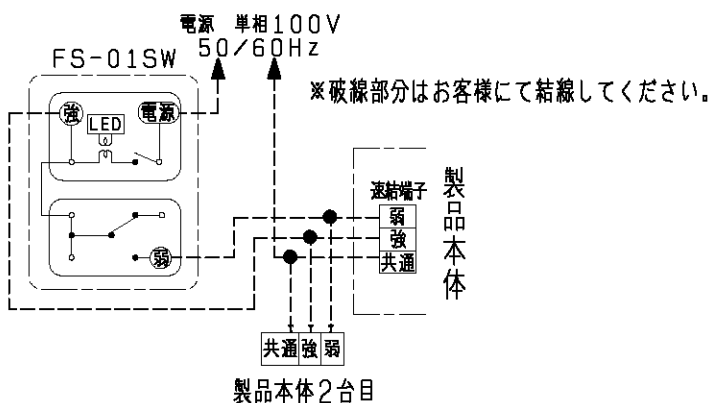 電源 単相100V
50/60Hz
FS-01SW
※破線部分はお客様にて結線してください。
強
LED
電源
速結端子
弱
強
共通
製品本体
弱
共通 強 弱
製品本体2台目